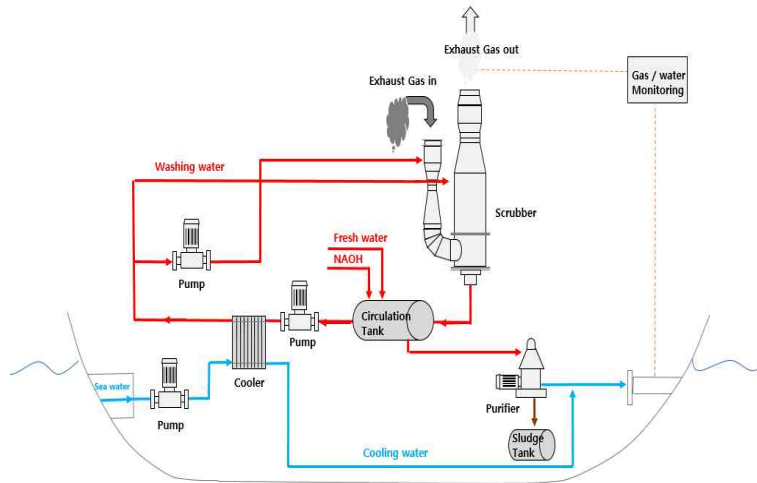 Exhaust Gas out
Gas / water
Monitoring
Exhaust Gas in
Washing water
Scrubber
Fresh water
NAOH
Pump
Circulation
Tank
Pump
Cooler
Sea water
Pump
Purifier
Sludge
Tank
Cooling water